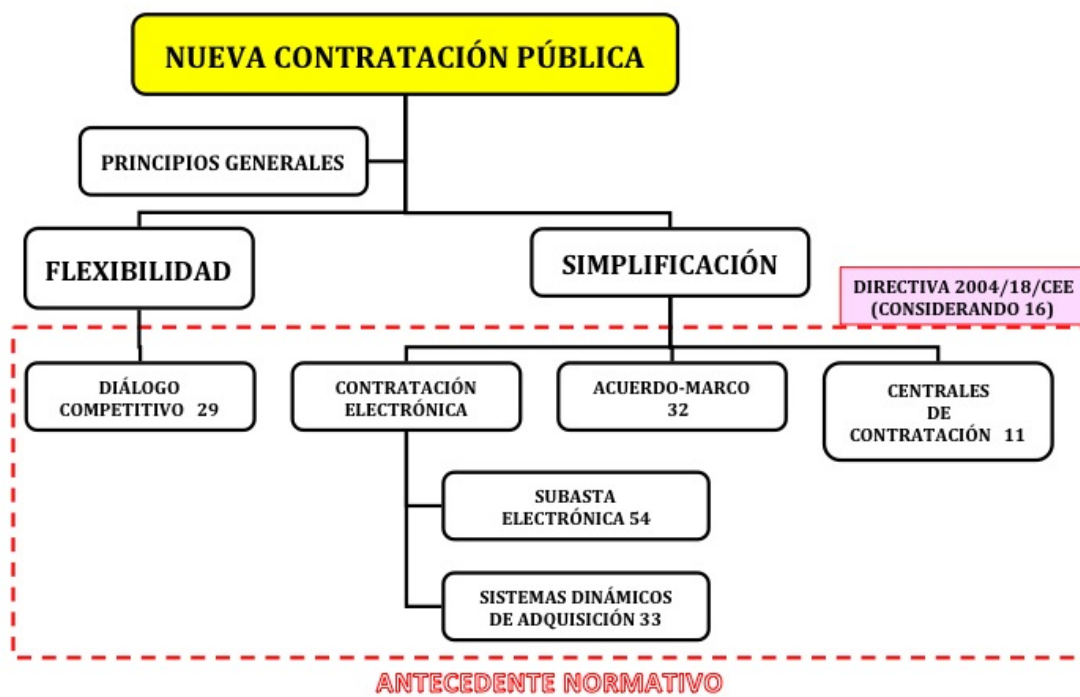 NUEVA CONTRATACIÓN PÚBLICA
PRINCIPIOS GENERALES
FLEXIBILIDAD
SIMPLIFICACIÓN
DIRECTIVA 2004/18/CEE
(CONSIDERANDO 16)
DIÁLOGO
COMPETITIVO 29
CONTRATACIÓN
ELECTRÓNICA
ACUERDO-MARCO
32
CENTRALES
DE
CONTRATACIÓN 11
SUBASTA
ELECTRÓNICA 54
SISTEMAS DINÁMICOS
DE ADQUISICIÓN 33
ANTECEDENTE NORMATIVO